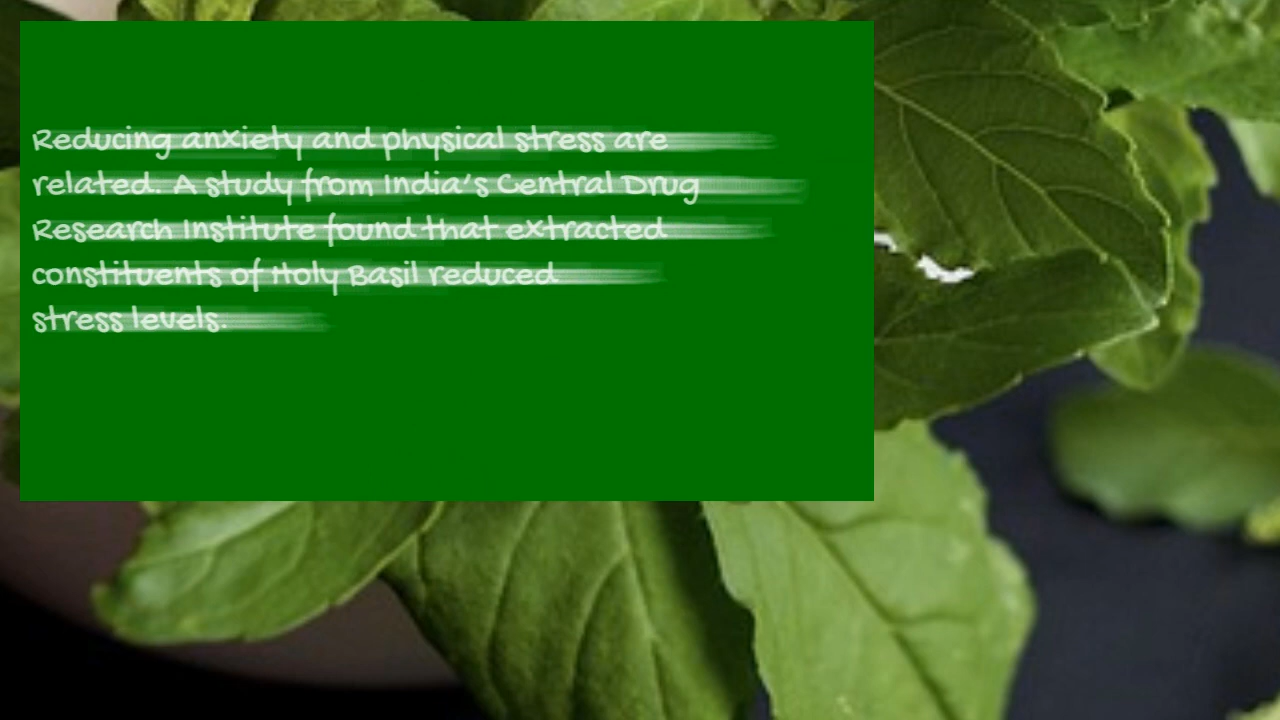 Reducing anxiety and physical stress are
related. A study from India's Central Drug
Research Institute found that extracted
constituents of Holy Basil reduced
stress levels.